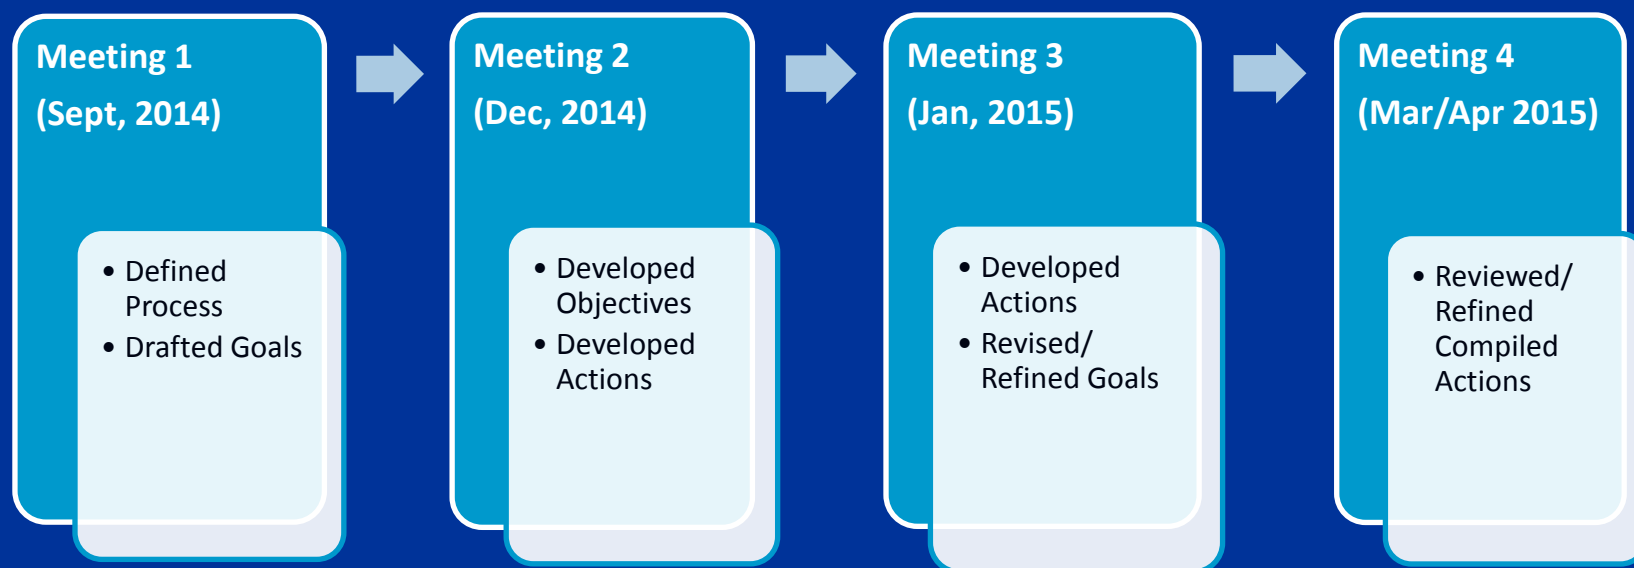 Meeting 1
(Sept, 2014)
• Defined
Process
• Drafted Goals
Meeting 2
(Dec, 2014)
• Developed
Objectives
• Developed
Actions
Meeting 3
(Jan, 2015)
• Developed
Actions
• Revised/
Refined Goals
Meeting 4
(Mar/Apr 2015)
• Reviewed/
Refined
Compiled
Actions